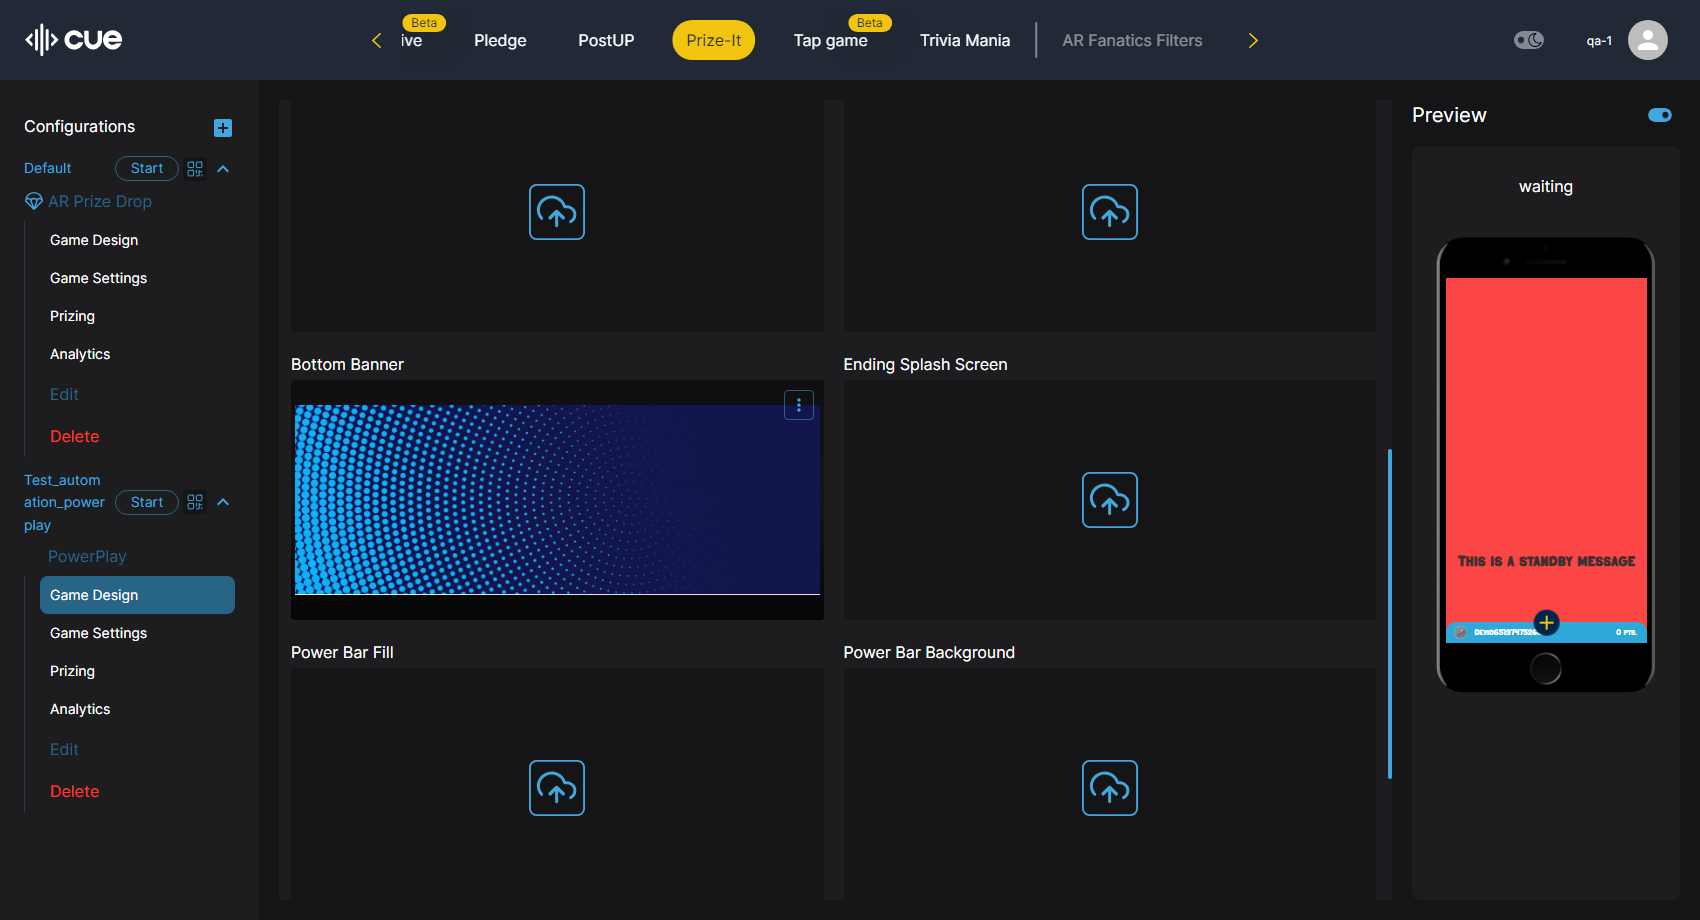 cue
Beta
ive
Pledge
PostUP
Prize-It
Beta
Tap game
Trivia Mania
AR Fanatics Filters
qa-1
Configurations
Default
Start
AR Prize Drop
Game Design
Game Settings
Prizing
Analytics
Edit
Delete
Test_autom
ation_power
play
Start
PowerPlay
Game Design
Game Settings
Prizing
Analytics
Edit
Delete
Bottom Banner
Ending Splash Screen
Power Bar Fill
Power Bar Background
Preview
waiting
This is a standby message
0 pts.